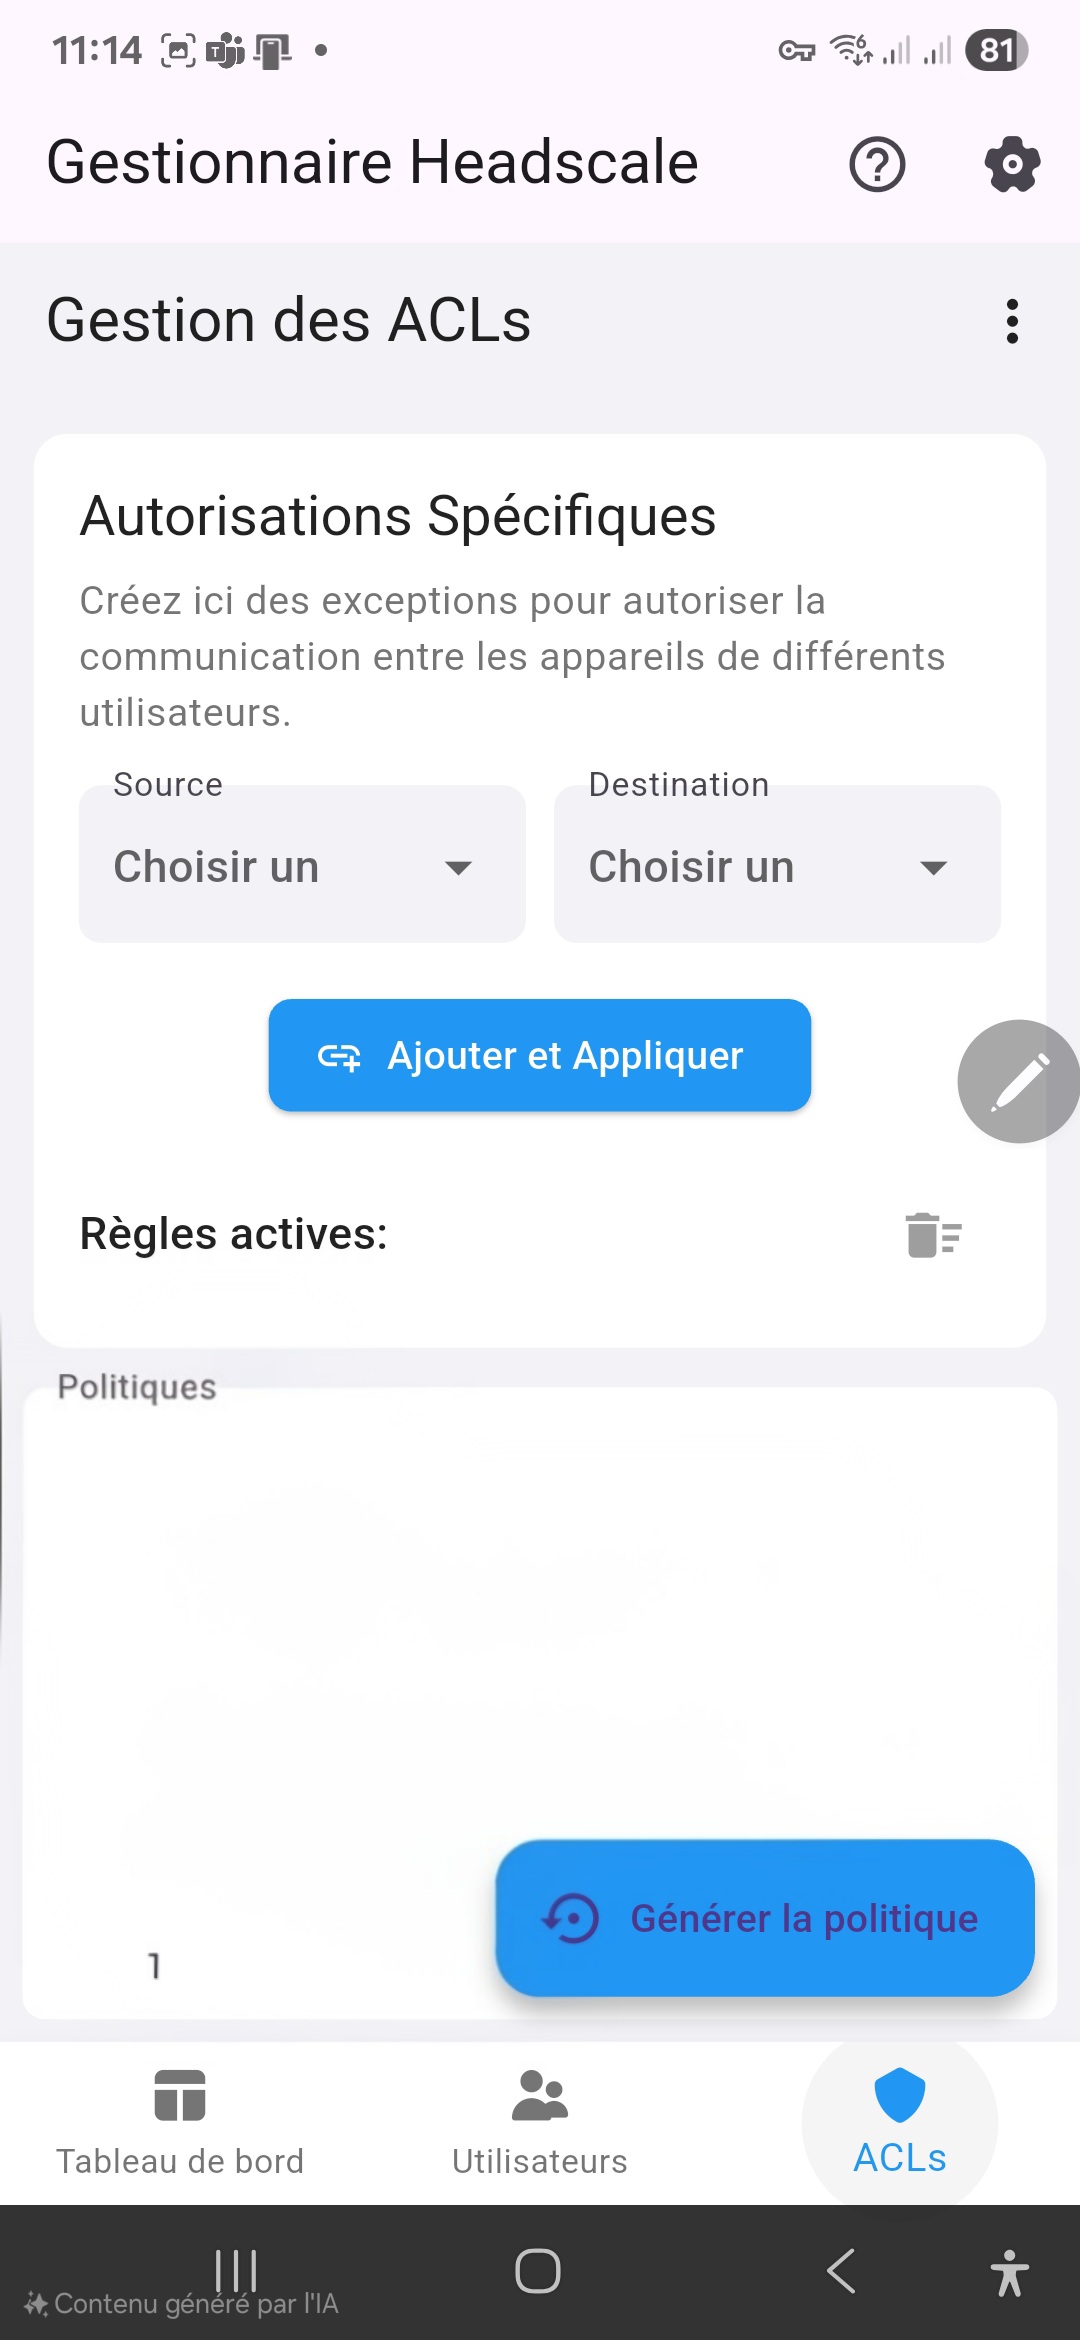 11:14
81
Gestionnaire Headscale
Gestion des ACLs
Autorisations Spécifiques
Créez ici des exceptions pour autoriser la
communication entre les appareils de différents
utilisateurs.
Source
Destination
Choisir un
Choisir un
Ajouter et Appliquer
Règles actives:
Politiques
Générer la politique
1
Tableau de bord
Utilisateurs
ACLs
Contenu généré par l'IA